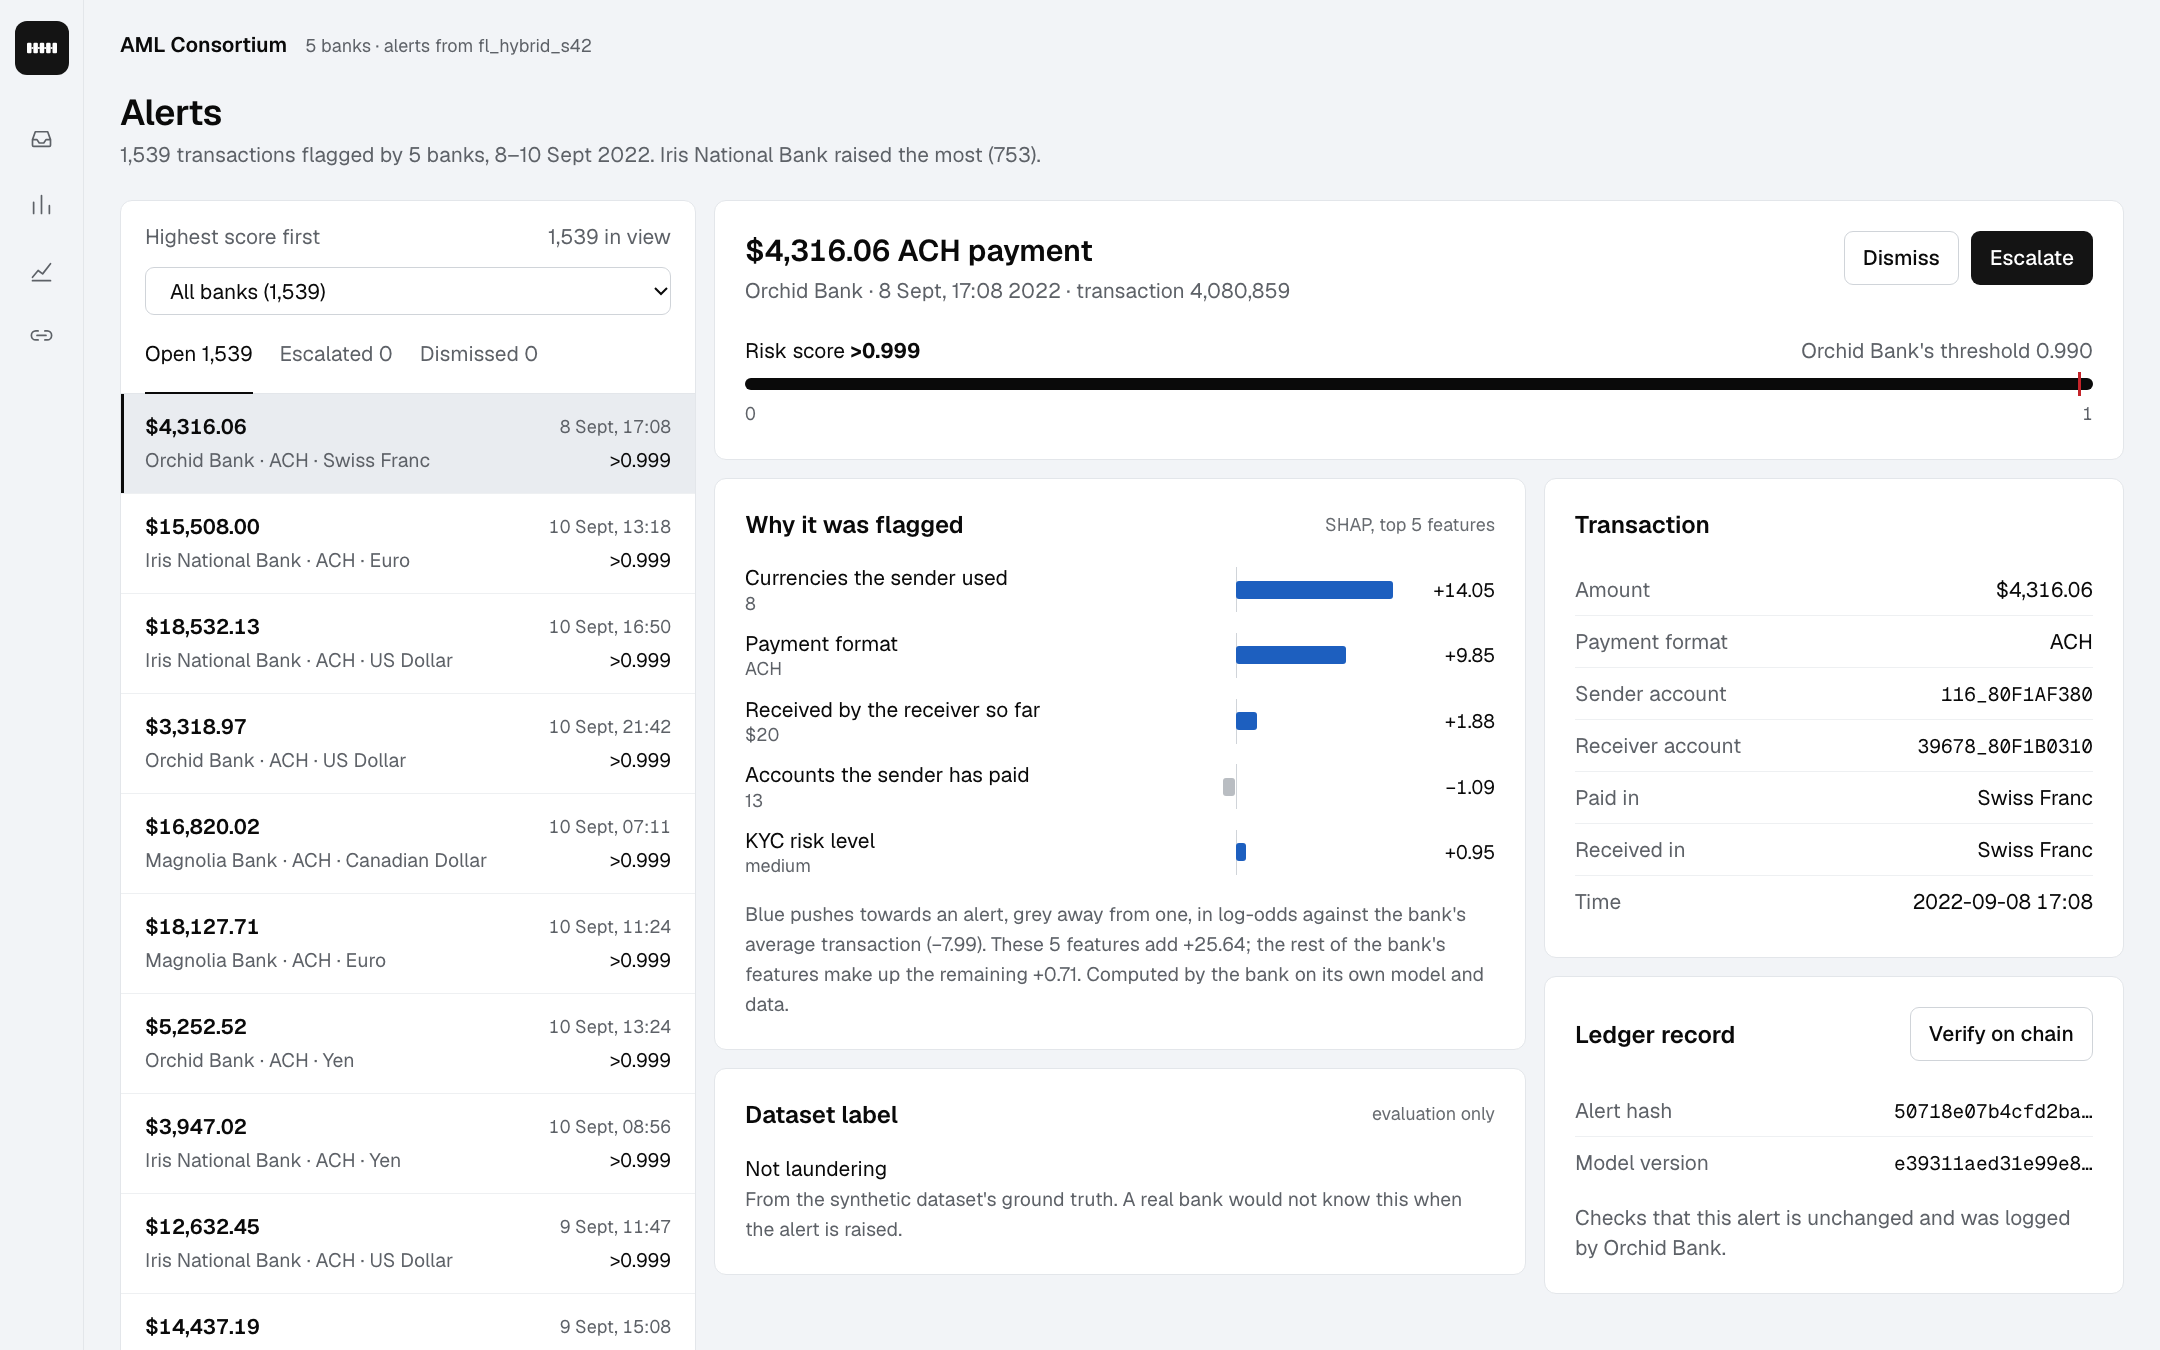 AML Consortium 5 banks · alerts from fl_hybrid_s42
Alerts
1,539 transactions flagged by 5 banks, 8–10 Sept 2022. Iris National Bank raised the most (753).
Highest score first 1,539 in view
All banks (1,539)
Open 1,539 Escalated 0 Dismissed 0
$4,316.06 8 Sept, 17:08
Orchid Bank · ACH · Swiss Franc >0.999
$15,508.00 10 Sept, 13:18
Iris National Bank · ACH · Euro >0.999
$18,532.13 10 Sept, 16:50
Iris National Bank · ACH · US Dollar >0.999
$3,318.97 10 Sept, 21:42
Orchid Bank · ACH · US Dollar >0.999
$16,820.02 10 Sept, 07:11
Magnolia Bank · ACH · Canadian Dollar >0.999
$18,127.71 10 Sept, 11:24
Magnolia Bank · ACH · Euro >0.999
$5,252.52 10 Sept, 13:24
Orchid Bank · ACH · Yen >0.999
$3,947.02 10 Sept, 08:56
Iris National Bank · ACH · Yen >0.999
$12,632.45 9 Sept, 11:47
Iris National Bank · ACH · US Dollar >0.999
$14,437.19 9 Sept, 15:08
$4,316.06 ACH payment
Orchid Bank · 8 Sept, 17:08 2022 · transaction 4,080,859
Dismiss Escalate
Risk score >0.999 Orchid Bank's threshold 0.990
0 1
Why it was flagged SHAP, top 5 features
Currencies the sender used
8 +14.05
Payment format
ACH +9.85
Received by the receiver so far
$20 +1.88
Accounts the sender has paid
13 −1.09
KYC risk level
medium +0.95
Blue pushes towards an alert, grey away from one, in log-odds against the bank's
average transaction (−7.99). These 5 features add +25.64; the rest of the bank's
features make up the remaining +0.71. Computed by the bank on its own model and
data.
Dataset label evaluation only
Not laundering
From the synthetic dataset's ground truth. A real bank would not know this when
the alert is raised.
Transaction
Amount $4,316.06
Payment format ACH
Sender account 116_80F1AF380
Receiver account 39678_80F1B0310
Paid in Swiss Franc
Received in Swiss Franc
Time 2022-09-08 17:08
Ledger record Verify on chain
Alert hash 50718e07b4cfd2ba…
Model version e39311aed31e99e8…
Checks that this alert is unchanged and was logged
by Orchid Bank.